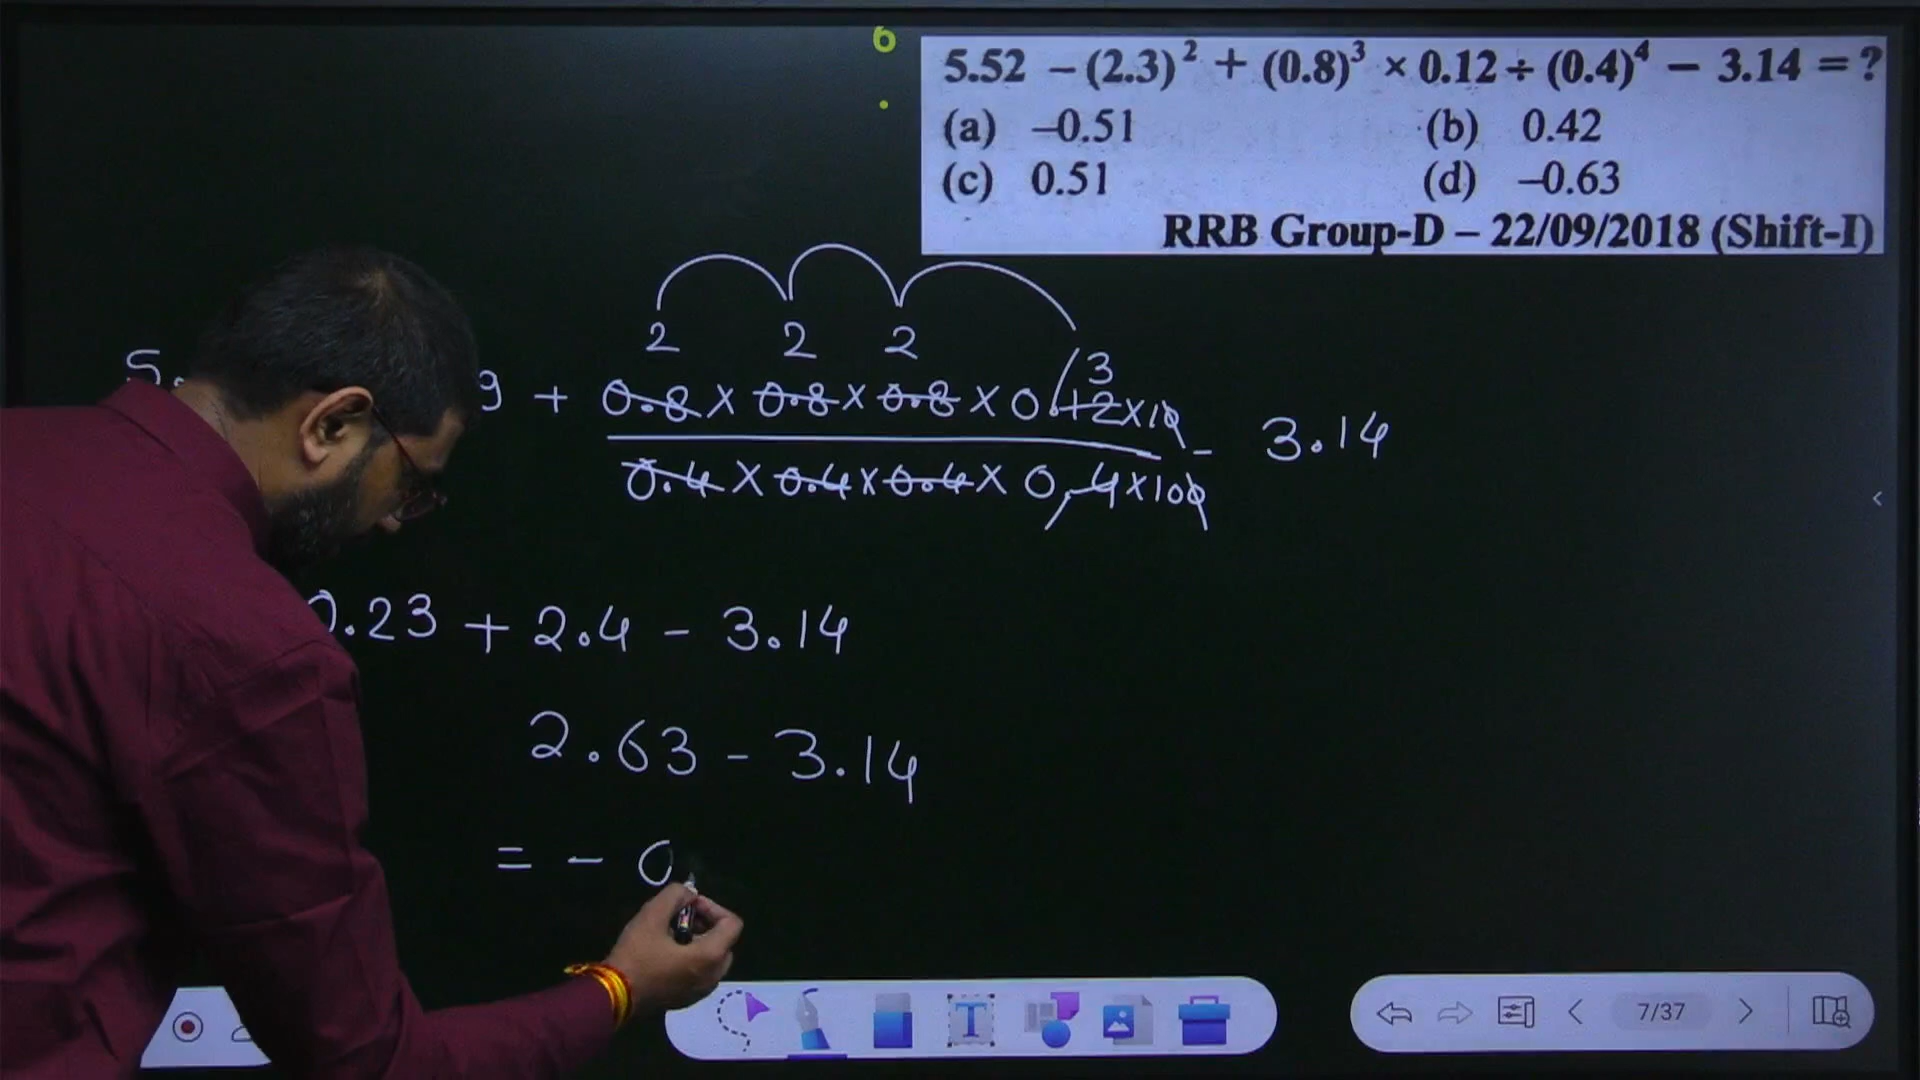 6.
5.52 – (2.3)² + (0.8)³ × 0.12 ÷ (0.4)⁴ – 3.14 = ?
(a) –0.51 (b) 0.42
(c) 0.51 (d) –0.63
RRB Group-D – 22/09/2018 (Shift-I)
2 2 2 3
5. 9 + 0.8 × 0.8 × 0.8 × 0.12×10 - 3.14
0.4 × 0.4 × 0.4 × 0.4×100
0.23 + 2.4 - 3.14
2.63 - 3.14
= - 0.
T
7/37